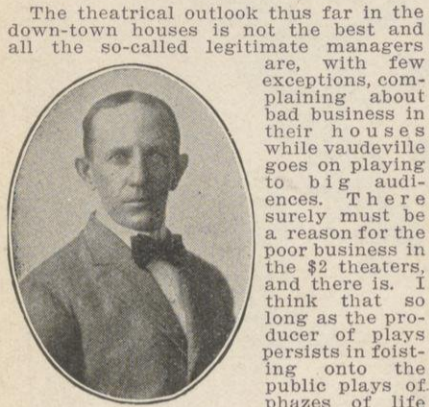 The theatrical outlook thus far in the
down-town houses is not the best and
all the so-called legitimate managers
are, with few
exceptions, com-
plaining about
bad business in
their houses
while vaudeville
goes on playing
to big audi-
ences. There
surely must be
a reason for the
poor business in
the $2 theaters,
and there is. I
think that so
long as the pro-
ducer of plays
persists in foist-
ing onto the
public plays of
phazes of life